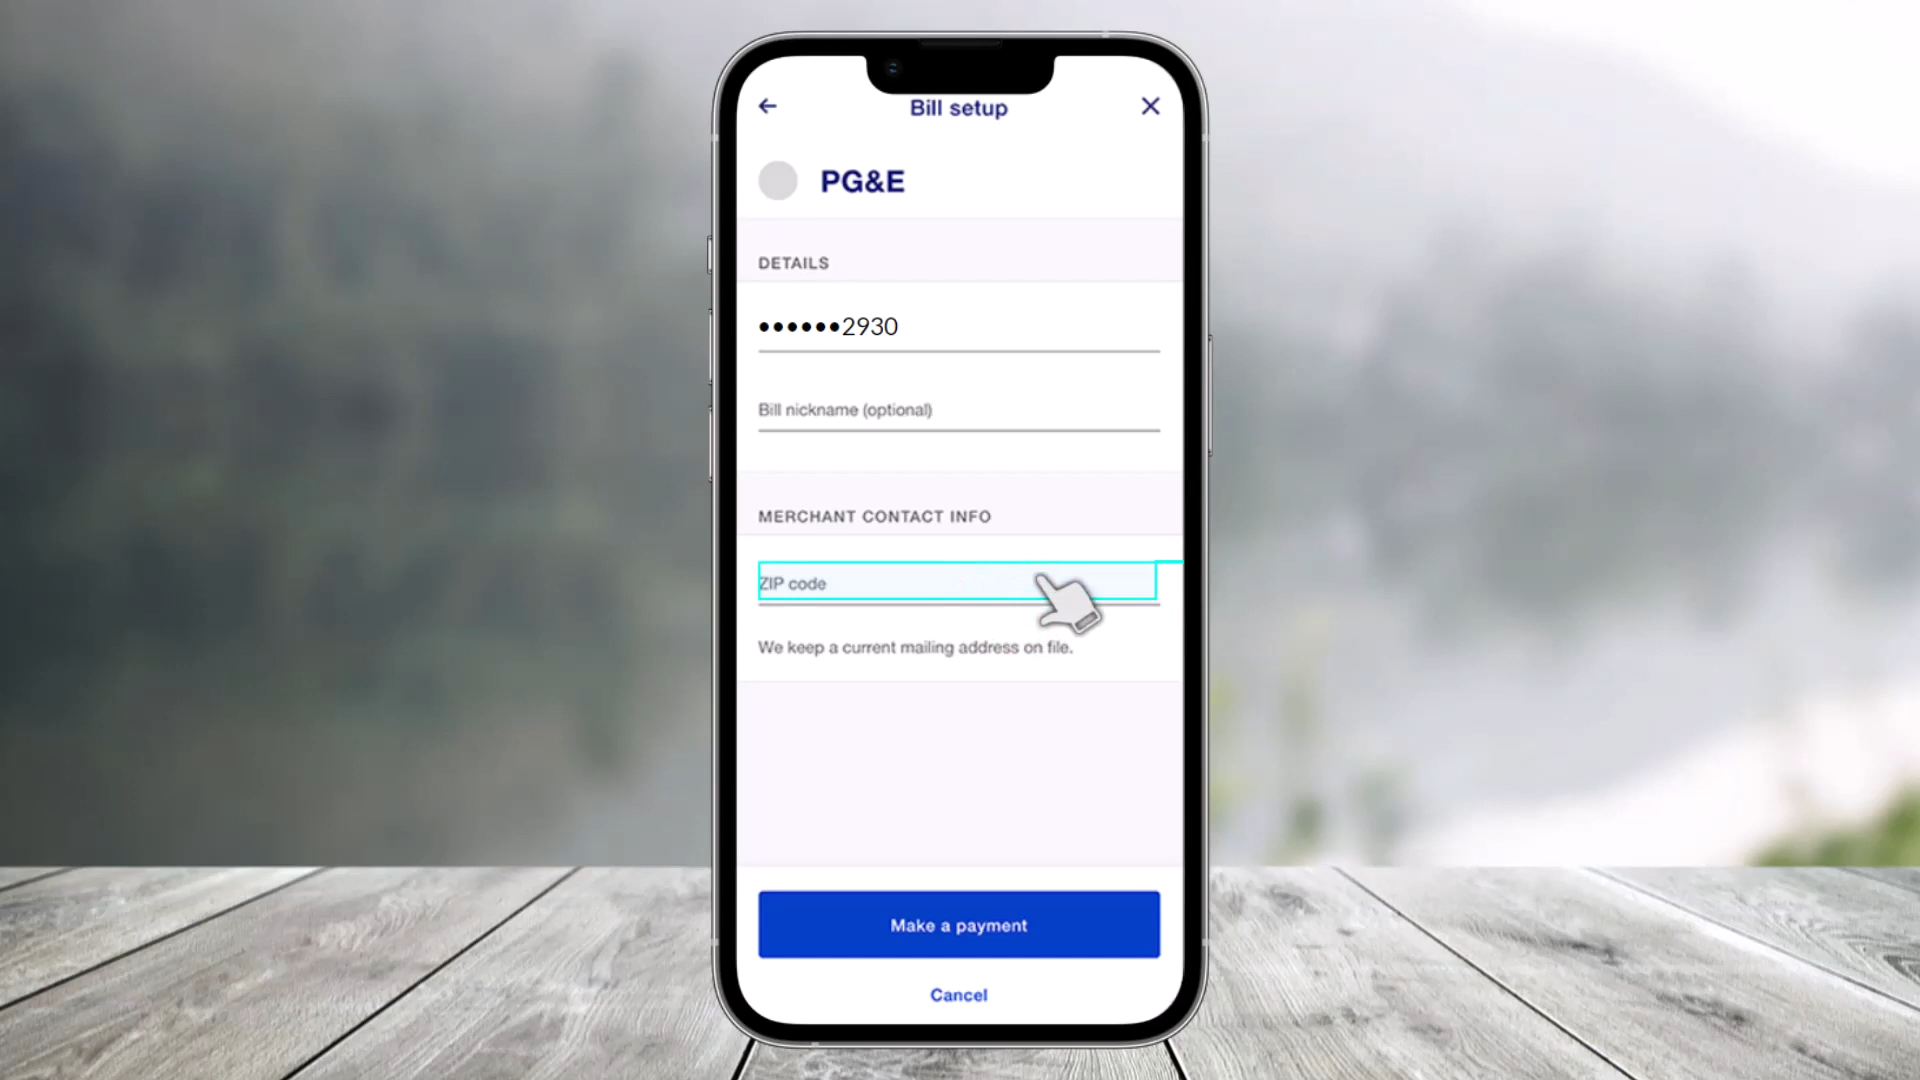 Bill setup
PG&E
DETAILS
••••••2930
Bill nickname (optional)
MERCHANT CONTACT INFO
ZIP code
We keep a current mailing address on file.
Make a payment
Cancel